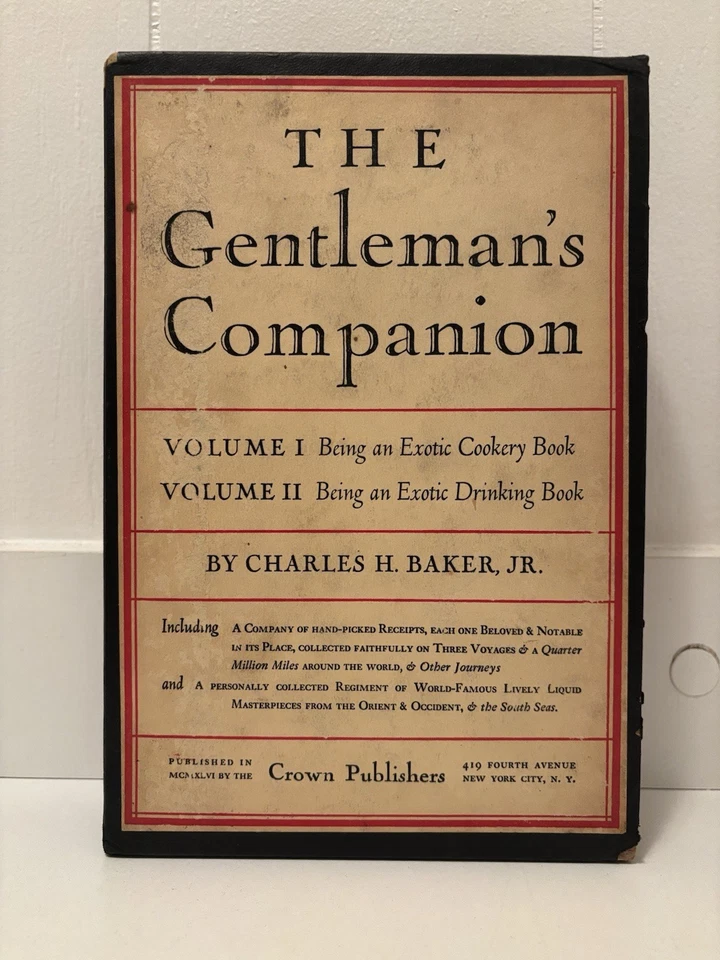 THE
Gentleman's
Companion
VOLUME I Being an Exotic Cookery Book
VOLUME II Being an Exotic Drinking Book
BY CHARLES H. BAKER, JR.
Including A COMPANY OF HAND-PICKED RECEIPTS, EACH ONE BELOVED & NOTABLE
IN ITS PLACE, COLLECTED FAITHFULLY ON THREE VOYAGES & A Quarter
Million Miles AROUND THE WORLD, & Other Journeys
and A PERSONALLY COLLECTED REGIMENT OF WORLD-FAMOUS LIVELY LIQUID
MASTERPIECES FROM THE ORIENT & OCCIDENT, & the South Seas.
PUBLISHED IN
MCMXLVI BY THE
Crown Publishers
419 FOURTH AVENUE
NEW YORK CITY, N. Y.